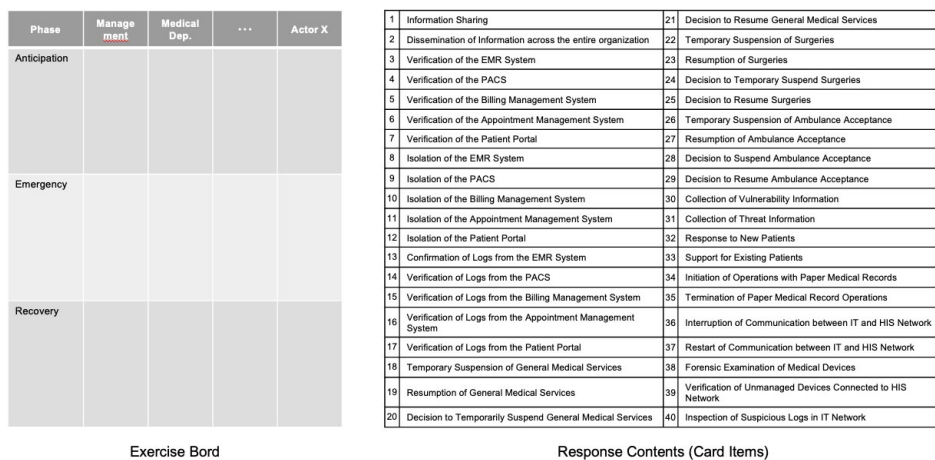 Phase Manage ment Medical Dep. ... Actor X
Anticipation
Emergency
Recovery
Exercise Bord
1 Information Sharing
2 Dissemination of Information across the entire organization
3 Verification of the EMR System
4 Verification of the PACS
5 Verification of the Billing Management System
6 Verification of the Appointment Management System
7 Verification of the Patient Portal
8 Isolation of the EMR System
9 Isolation of the PACS
10 Isolation of the Billing Management System
11 Isolation of the Appointment Management System
12 Isolation of the Patient Portal
13 Confirmation of Logs from the EMR System
14 Verification of Logs from the PACS
15 Verification of Logs from the Billing Management System
16 Verification of Logs from the Appointment Management
System
17 Verification of Logs from the Patient Portal
18 Temporary Suspension of General Medical Services
19 Resumption of General Medical Services
20 Decision to Temporarily Suspend General Medical Services
21 Decision to Resume General Medical Services
22 Temporary Suspension of Surgeries
23 Resumption of Surgeries
24 Decision to Temporary Suspend Surgeries
25 Decision to Resume Surgeries
26 Temporary Suspension of Ambulance Acceptance
27 Resumption of Ambulance Acceptance
28 Decision to Suspend Ambulance Acceptance
29 Decision to Resume Ambulance Acceptance
30 Collection of Vulnerability Information
31 Collection of Threat Information
32 Response to New Patients
33 Support for Existing Patients
34 Initiation of Operations with Paper Medical Records
35 Termination of Paper Medical Record Operations
36 Interruption of Communication between IT and HIS Network
37 Restart of Communication between IT and HIS Network
38 Forensic Examination of Medical Devices
39 Verification of Unmanaged Devices Connected to HIS
Network
40 Inspection of Suspicious Logs in IT Network
Response Contents (Card Items)